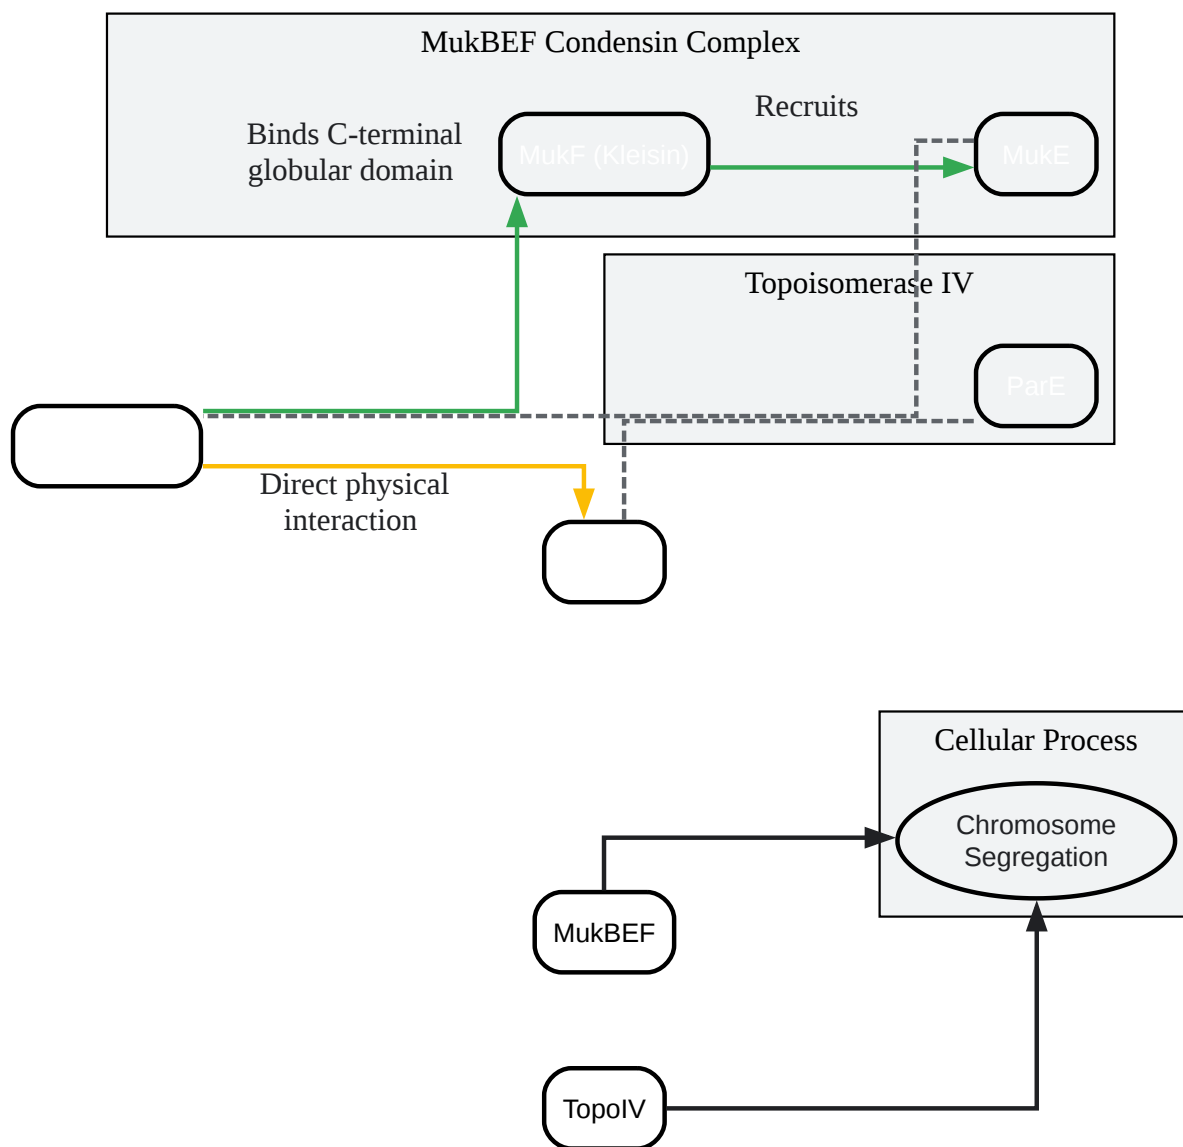 MukBEF Condensin Complex
Recruits
Binds C-terminal
globular domain
MukF (Kleisin)
MukE
Topoisomerase IV
ParE
Direct physical
interaction
Cellular Process
Chromosome
Segregation
MukBEF
TopoIV